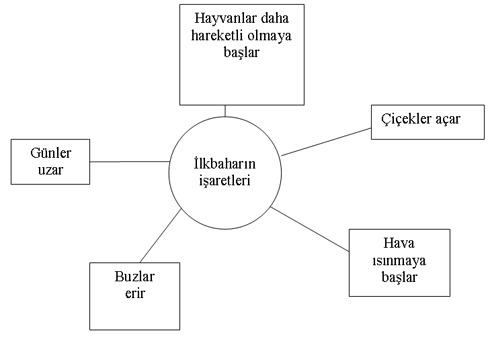 Hayvanlar daha
hareketli olmaya
başlar
Çiçekler açar
Günler
uzar
İlkbaharın
işaretleri
Hava
ısınmaya
başlar
Buzlar
erir